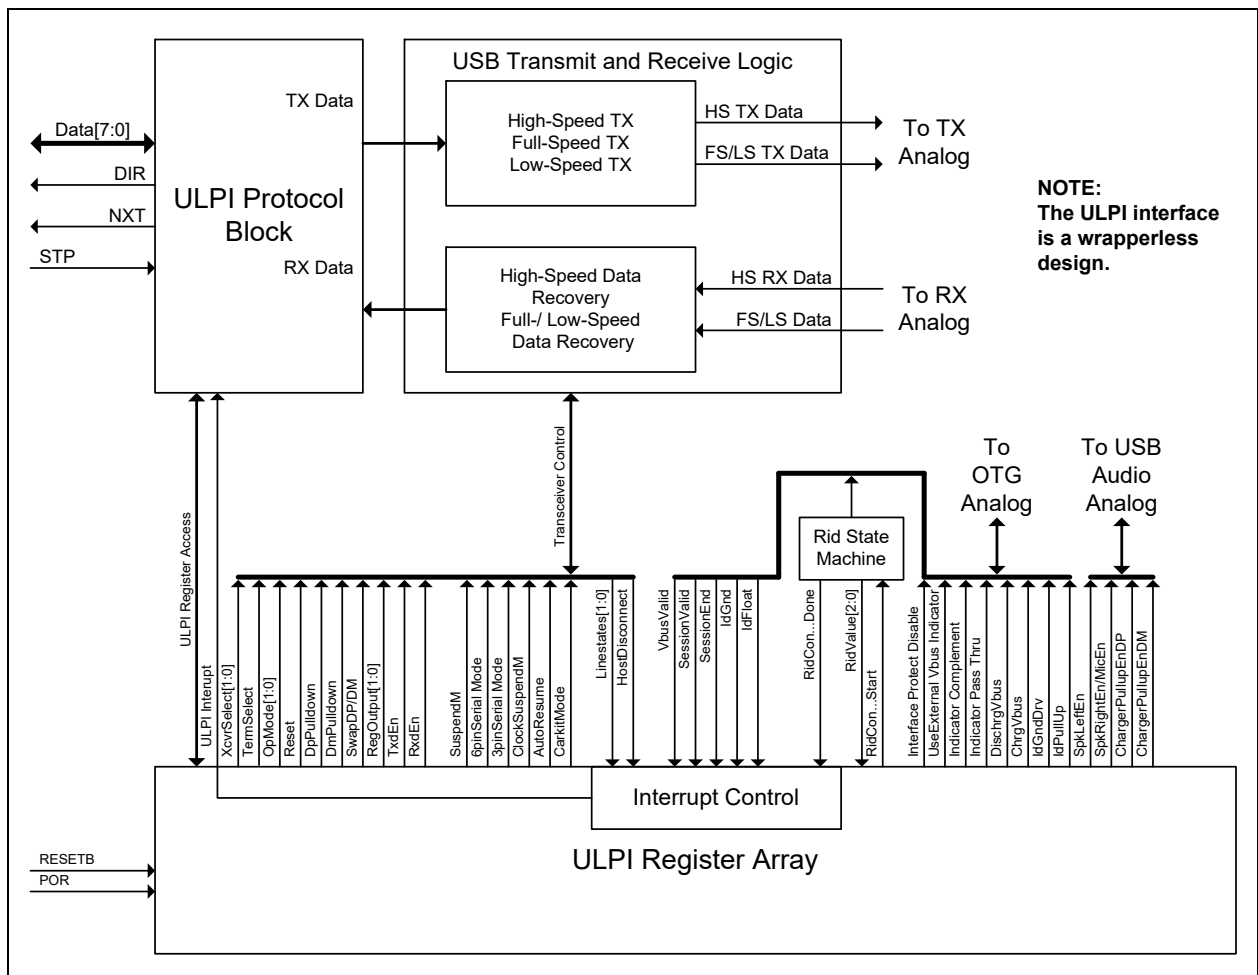 USB Transmit and Receive Logic
TX Data
High-Speed TX
Full-Speed TX
Low-Speed TX
HS TX Data
FS/LS TX Data
To TX
Analog
Data[7:0]
DIR
NXT
STP
ULPI Protocol
Block
RX Data
High-Speed Data
Recovery
Full-/ Low-Speed
Data Recovery
HS RX Data
FS/LS Data
To RX
Analog
NOTE:
The ULPI interface
is a wrapperless
design.
ULPI Register Access
ULPI Interupt
Transceiver Control
To
OTG
Analog
To USB
Audio
Analog
Rid State
Machine
XcvrSelect[1:0]
TermSelect
OpMode[1:0]
Reset
DpPulldown
DmPulldown
SwapDP/DM
RegOutput[1:0]
TxdEn
RxdEn
SuspendM
6pinSerial Mode
3pinSerial Mode
ClockSuspendM
AutoResume
CarkitMode
Linestates[1:0]
HostDisconnect
VbusValid
SessionValid
SessionEnd
IdGnd
IdFloat
RidCon...Done
RidValue[2:0]
RidCon...Start
Interface Protect Disable
UseExternal Vbus Indicator
Indicator Complement
Indicator Pass Thru
DischrgVbus
ChrgVbus
IdGndDrv
IdPullUp
SpkLeftEn
SpkRightEn/MicEn
ChargerPullupEnDP
ChargerPullupEnDM
Interrupt Control
ULPI Register Array
RESETB
POR